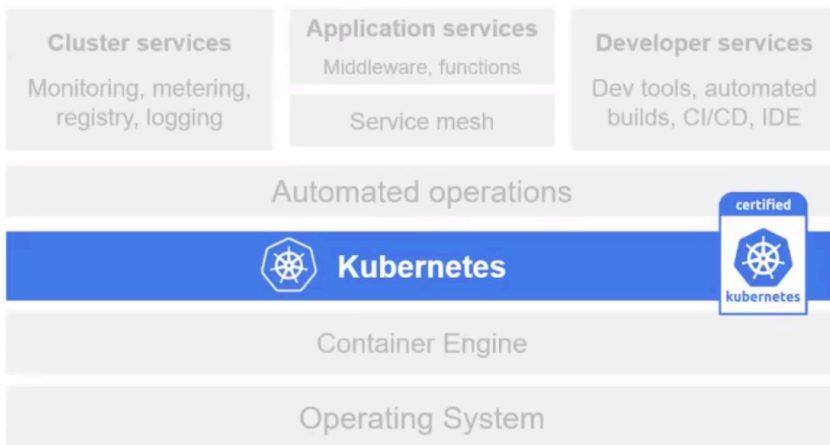 Cluster services
Monitoring, metering,
registry, logging
Application services
Middleware, functions
Service mesh
Developer services
Dev tools, automated
builds, CI/CD, IDE
Automated operations
Kubernetes
certified
kubernetes
Container Engine
Operating System